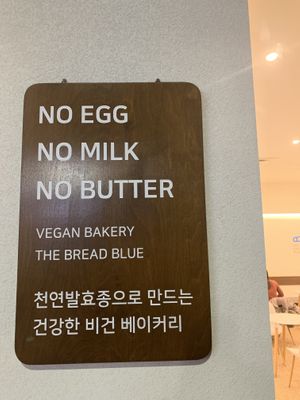 NO EGG
NO MILK
NO BUTTER
VEGAN BAKERY
THE BREAD BLUE
천연발효종으로 만드는
건강한 비건 베이커리